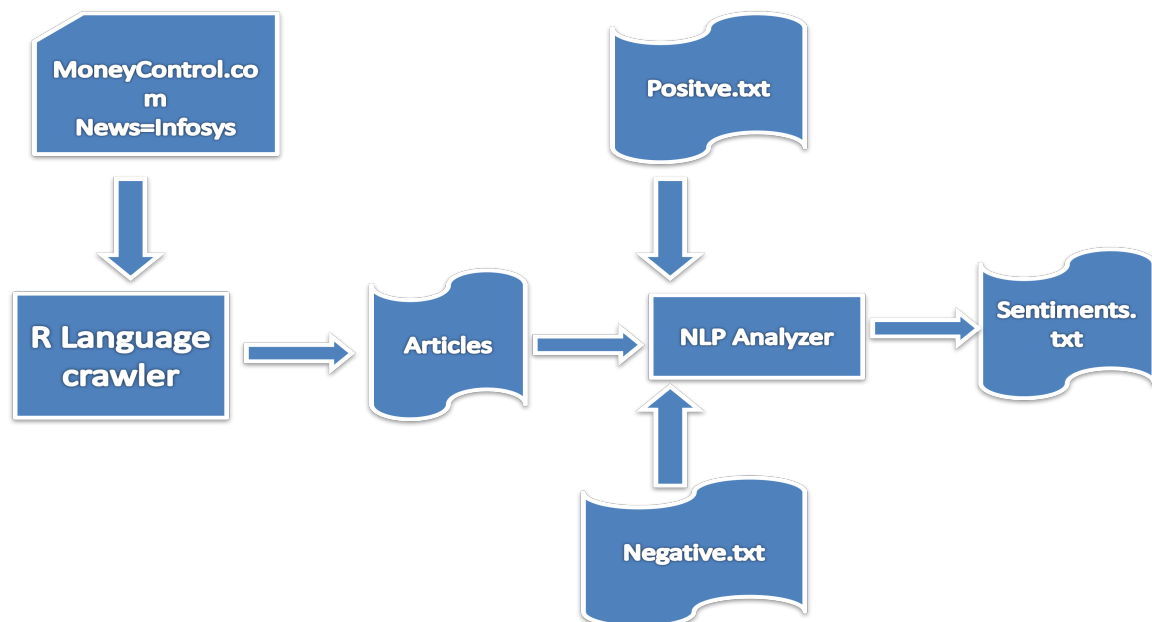 MoneyControl.co
m
News=Infosys
Positve.txt
R Language
crawler
Articles
NLP Analyzer
Sentiments.
txt
Negative.txt